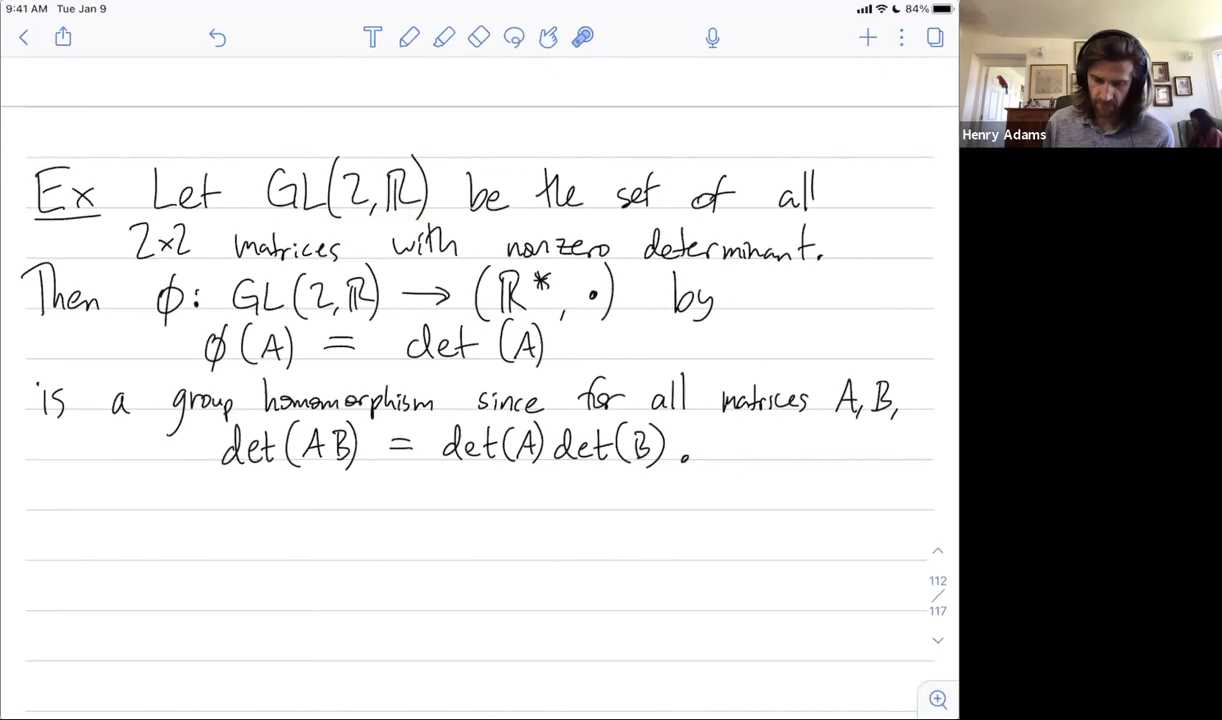 9:41 AM Tue Jan 9
84%
Henry Adams
Ex Let GL(2,ℝ) be the set of all
2×2 matrices with nonzero determinant.
Then ϕ: GL(2,ℝ) → (ℝ*, •) by
ϕ(A) = det (A)
is a group homomorphism since for all matrices A, B,
det(AB) = det(A) det(B).
112
/
117